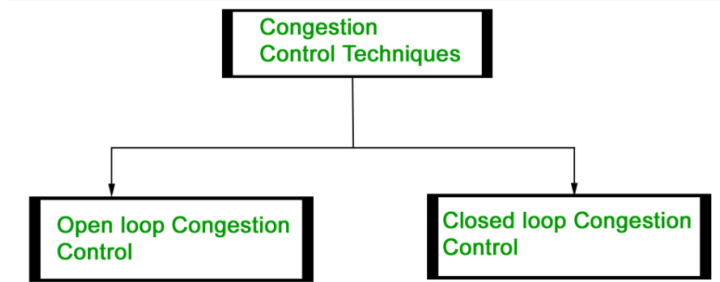 Congestion
Control Techniques
Open loop Congestion
Control
Closed loop Congestion
Control